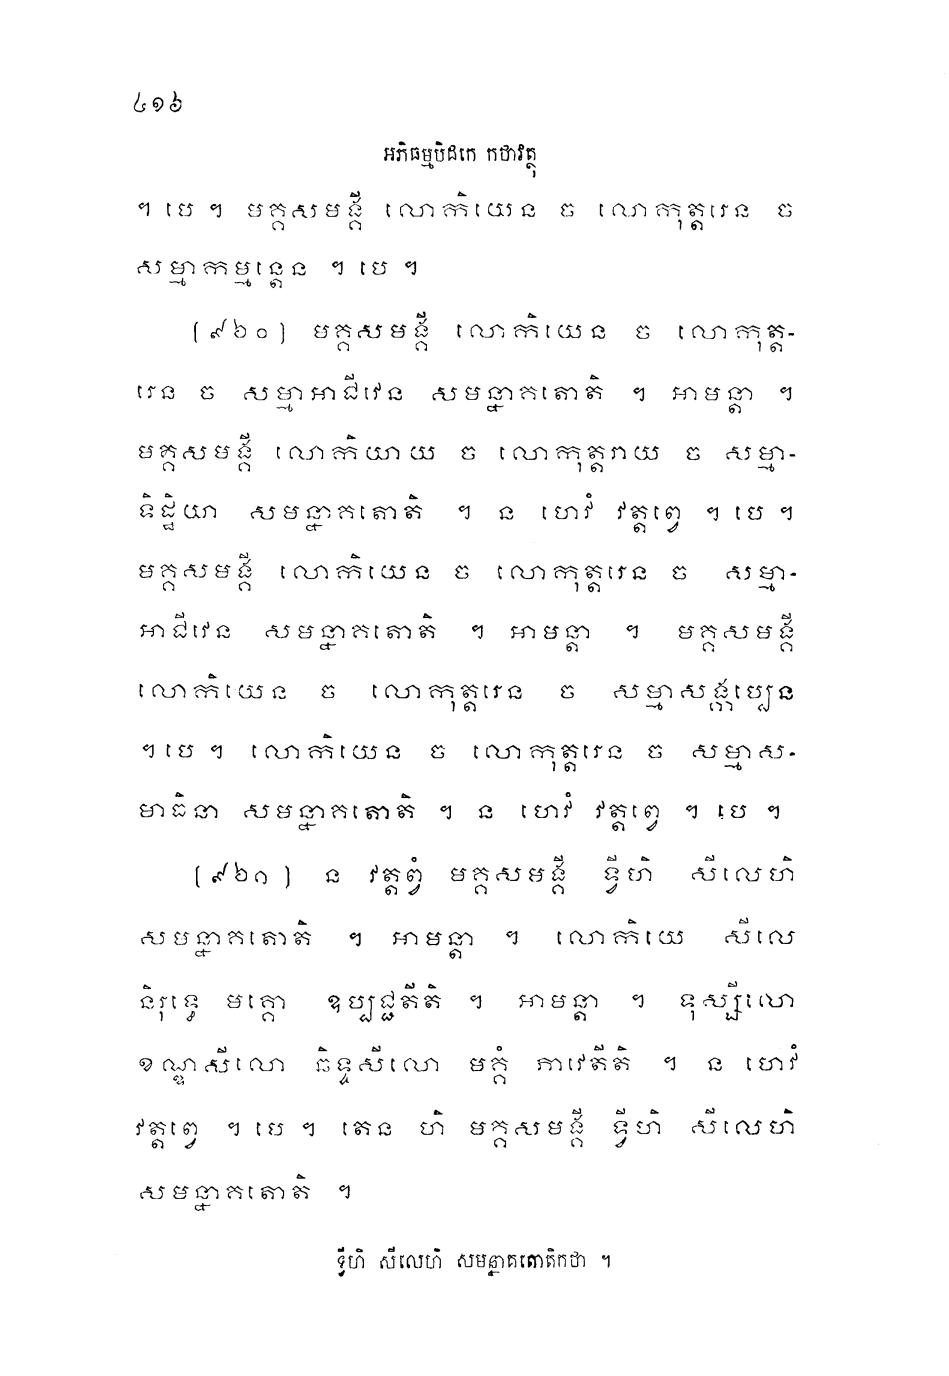 ៤១៦
អភិធម្មបិដកេ កថាវត្ថុ
។ បេ ។ មគ្គសមង្គី លោកិយេន ច លោកុត្តរេន ច
សម្មាកម្មន្តេន ។ បេ ។
(៩៦០) មគ្គសមង្គី លោកិយេន ច លោកុត្ត-
រេន ច សម្មាអាជីវេន សមន្នាគតោតិ ។ អាមន្តា ។
មគ្គសមង្គី លោកិយាយ ច លោកុត្តរាយ ច សម្មា-
ទិដ្ឋិយា សមន្នាគតោតិ ។ ន ហេវំ វត្តព្វេ ។ បេ ។
មគ្គសមង្គី លោកិយេន ច លោកុត្តរេន ច សម្មា-
អាជីវេន សមន្នាគតោតិ ។ អាមន្តា ។ មគ្គសមង្គី
លោកិយេន ច លោកុត្តរេន ច សម្មាសង្កប្បេន
។ បេ ។ លោកិយេន ច លោកុត្តរេន ច សម្មាស-
មាធិនា សមន្នាគតោតិ ។ ន ហេវំ វត្តព្វេ ។ បេ ។
(៩៦១) ន វត្តព្វំ មគ្គសមង្គី ទ្វីហិ សីលេហិ
សមន្នាគតោតិ ។ អាមន្តា ។ លោកិយេ សីលេ
និរុទ្ធេ មគ្គោ ឧប្បជ្ជតីតិ ។ អាមន្តា ។ ទុស្សីលោ
ខណ្ឌសីលោ ឆិទ្ទសីលោ មគ្គំ ភាវេតីតិ ។ ន ហេវំ
វត្តព្វេ ។ បេ ។ តេន ហិ មគ្គសមង្គី ទ្វីហិ សីលេហិ
សមន្នាគតោតិ ។
ទ្វីហិ សីលេហិ សមន្នាគតោតិកថា ។